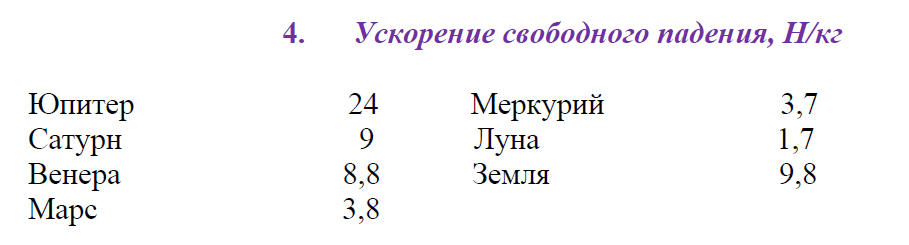 4. Ускорение свободного падения, Н/кг
Юпитер 24 Меркурий 3,7
Сатурн 9 Луна 1,7
Венера 8,8 Земля 9,8
Марс 3,8